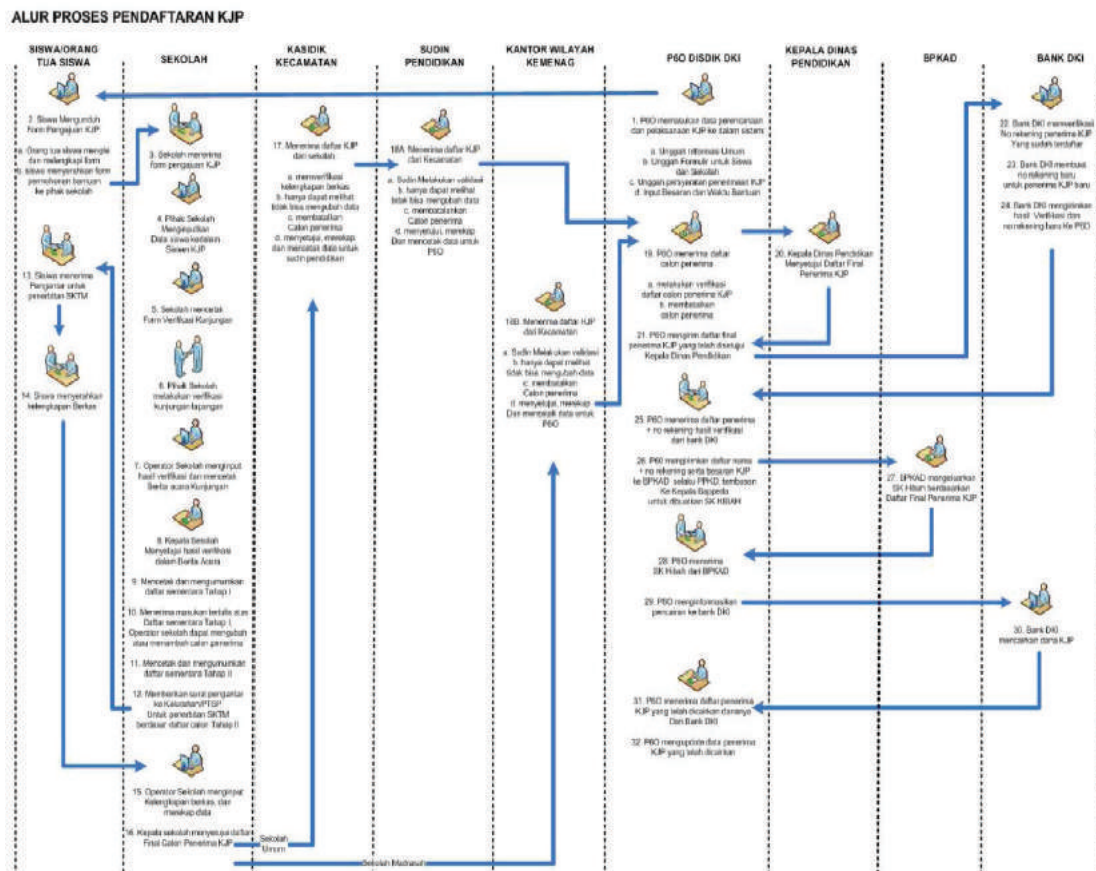 ALUR PROSES PENDAFTARAN KJP
SISWA/ORANG
TUA SISWA
SEKOLAH
KASIDIK
KECAMATAN
SUDIN
PENDIDIKAN
KANTOR WILAYAH
KEMENAG
P6O DISDIK DKI
KEPALA DINAS
PENDIDIKAN
BPKAD
BANK DKI
2. Siswa Mengunduh
Form Pengajuan KJP
a. Orang tua siswa mengisi
dan melengkapi form
b. siswa menyerahkan form
permohonan bantuan
ke pihak sekolah
13. Siswa menerima
Pengantar untuk
penerbitan SKTM
14. Siswa menyerahkan
kelengkapan Berkas
3. Sekolah menerima
form pengajuan KJP
4. Pihak Sekolah
Menginputkan
Data siswa kedalam
Sistem KJP
5. Sekolah mencetak
Form Verifikasi Kunjungan
6. Pihak Sekolah
melakukan verifikasi
kunjungan lapangan
7. Operator Sekolah menginput
hasil verifikasi dan mencetak
Berita acara Kunjungan
8. Kepala Sekolah
Menyetujui hasil verifikasi
dalam Berita Acara
9. Mencetak dan mengumumkan
daftar sementara Tahap I
10. Menerima masukan tertulis atas
Daftar sementara Tahap I,
Operator sekolah dapat mengubah
atau menambah calon penerima
11. Mencetak dan mengumumkan
daftar sementara Tahap II
12. Memberikan surat pengantar
ke Kelurahan/PTSP
Untuk penerbitan SKTM
berdasar daftar calon Tahap II
15. Operator Sekolah menginput
Kelengkapan berkas, dan
merekap data
16. Kepala sekolah menyetujui daftar
Final Calon Penerima KJP
Sekolah
Umum
Sekolah Madrasah
17. Menerima daftar KJP
dari sekolah
a. memverifikasi
kelengkapan berkas
b. hanya dapat melihat
tidak bisa mengubah data
c. membatalkan
Calon penerima
d. menyetujui, merekap
dan mencetak data untuk
sudin pendidikan
18A. Menerima daftar KJP
dari Kecamatan
a. Sudin Melakukan validasi
b. hanya dapat melihat
tidak bisa mengubah data
c. membatalankan
Calon penerima
d. menyetujui, merekap
Dan mencetak data untuk
P6O
18B. Menerima daftar KJP
dari Kecamatan
a. Sudin Melakukan validasi
b. hanya dapat melihat
tidak bisa mengubah data
c. membatalkan
Calon penerima
d. menyetujui, merekap
Dan mencetak data untuk
P6O
1. P6O memasukan data perencanaan
dan pelaksanaan KJP ke dalam sistem
a. Unggah Informasi Umum
b. Unggah Formulir untuk Siswa
dan Sekolah
c. Unggah persyaratan penerimaan KJP
d. Input Besaran dan Waktu Bantuan
19. P6O menerima daftar
calon penerima
a. melakukan verifikasi
daftar calon penerima KJP
b. membatalkan
calon penerima
21. P6O mengirim daftar final
penerima KJP yang telah disetujui
Kepala Dinas Pendidikan
25. P6O menerima daftar penerima
+ no rekening hasil verifikasi
dari bank DKI
26. P6O mengirimkan daftar nama
+ no rekening serta besaran KJP
ke BPKAD selaku PPKD, tembusan
Ke Kepala Bappeda
untuk dibuatkan SK HIBAH
28. P6O menerima
SK Hibah dari BPKAD
29. P6O menginformasikan
pencairan ke bank DKI
31. P6O menerima daftar penerima
KJP yang telah dicairkan dananya
Dari Bank DKI
32. P6O mengupdate data penerima
KJP yang telah dicairkan
20. Kepala Dinas Pendidikan
Menyetujui Daftar Final
Penerima KJP
27. BPKAD mengeluarkan
SK Hibah berdasarkan
Daftar Final Penerima KJP
22. Bank DKI memverifikasi
No rekening penerima KJP
Yang sudah terdaftar
23. Bank DKI membuat
no rekening baru
untuk penerima KJP baru
24. Bank DKI mengirimkan
hasil Verifikasi dan
no rekening baru Ke P6O
30. Bank DKI
mencairkan dana KJP